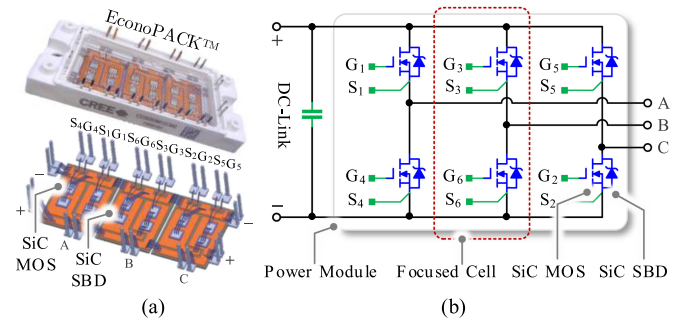 (a)
EconoPACK™
CREE
S₄G₄S₁G₁S₆G₆S₃G₃S₂G₂S₅G₅
−
+
−
+
SiC
MOS
A
SiC
SBD
B
C
(a)
(b)
+
−
DC-Link
G₁
S₁
G₃
S₃
G₅
S₅
A
B
C
G₄
S₄
G₆
S₆
G₂
S₂
Power Module
Focused Cell
SiC MOS
SiC SBD
(b)